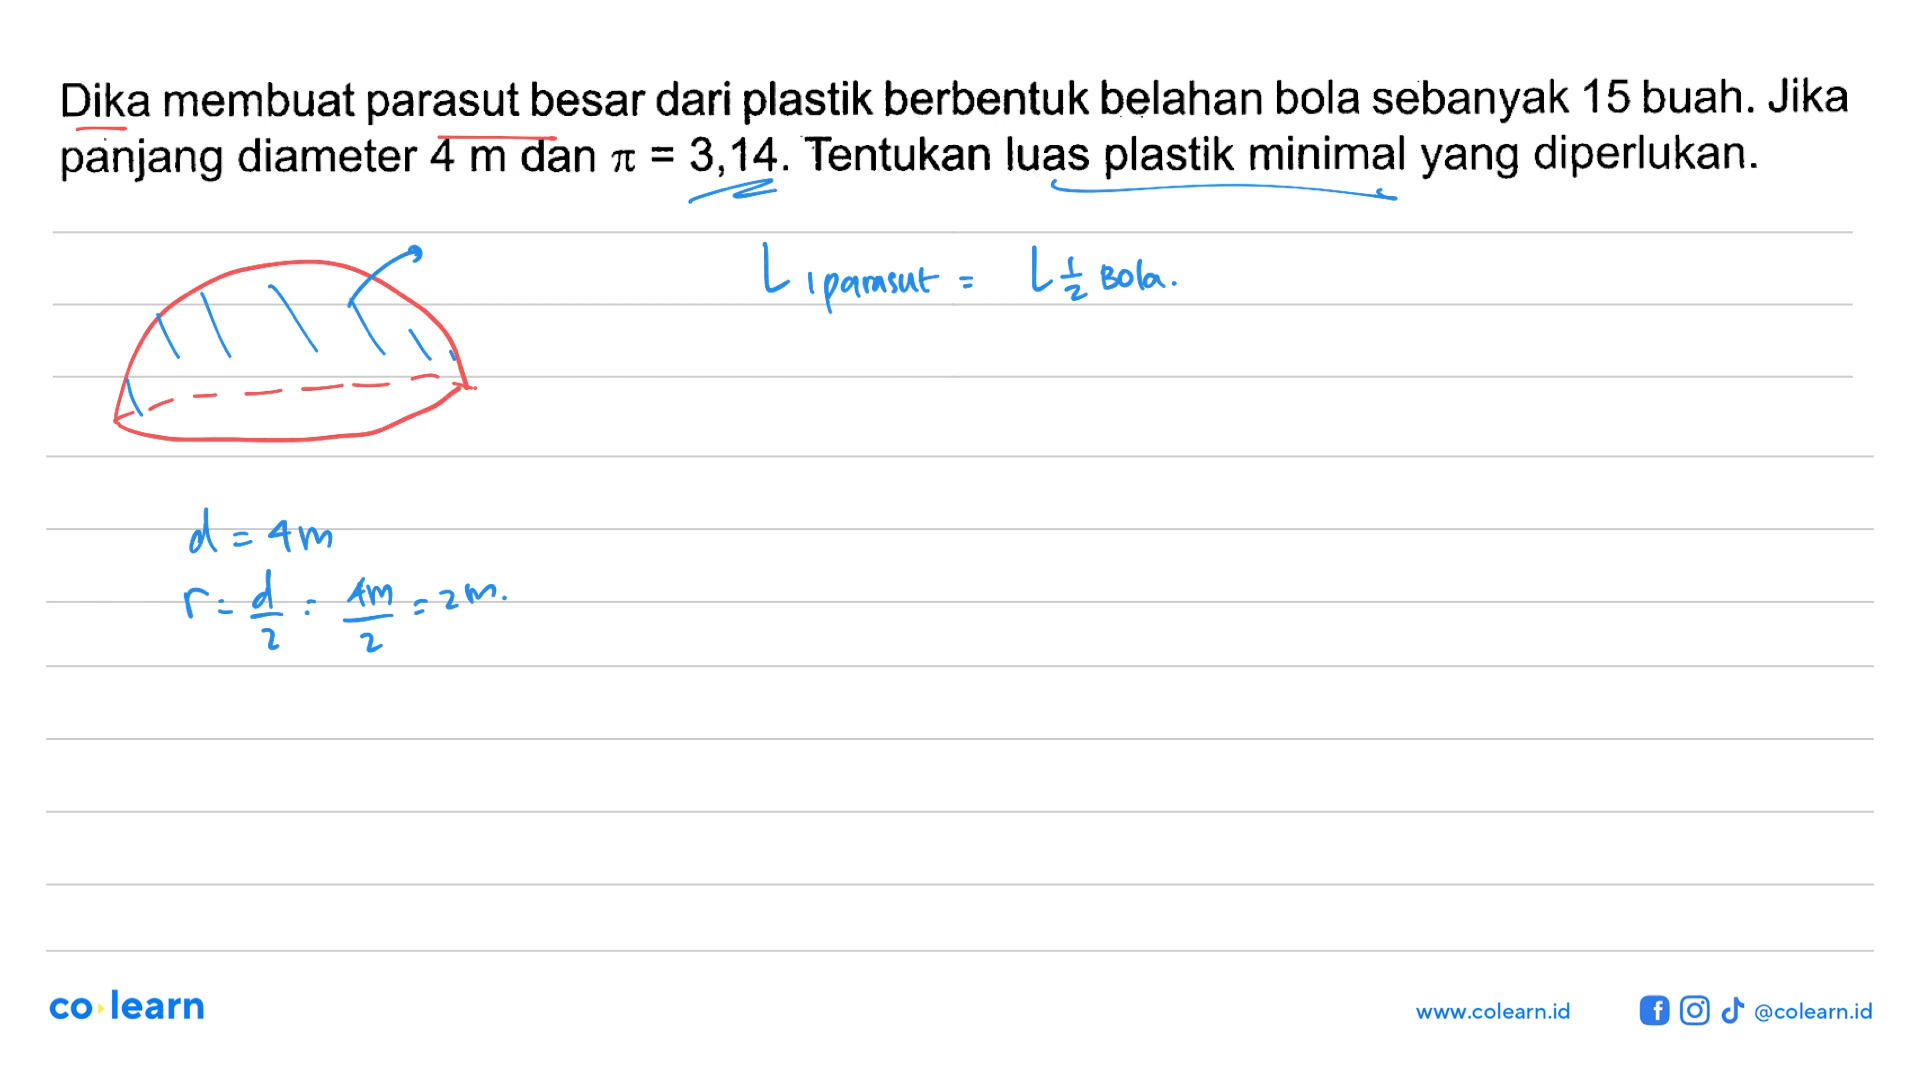 Dika membuat parasut besar dari plastik berbentuk belahan bola sebanyak 15 buah. Jika
panjang diameter 4 m dan π = 3,14. Tentukan luas plastik minimal yang diperlukan.
L 1 parasut = L 1/2 Bola.
d = 4m
r = d/2 = 4m/2 = 2m.
co learn
www.colearn.id
@colearn.id